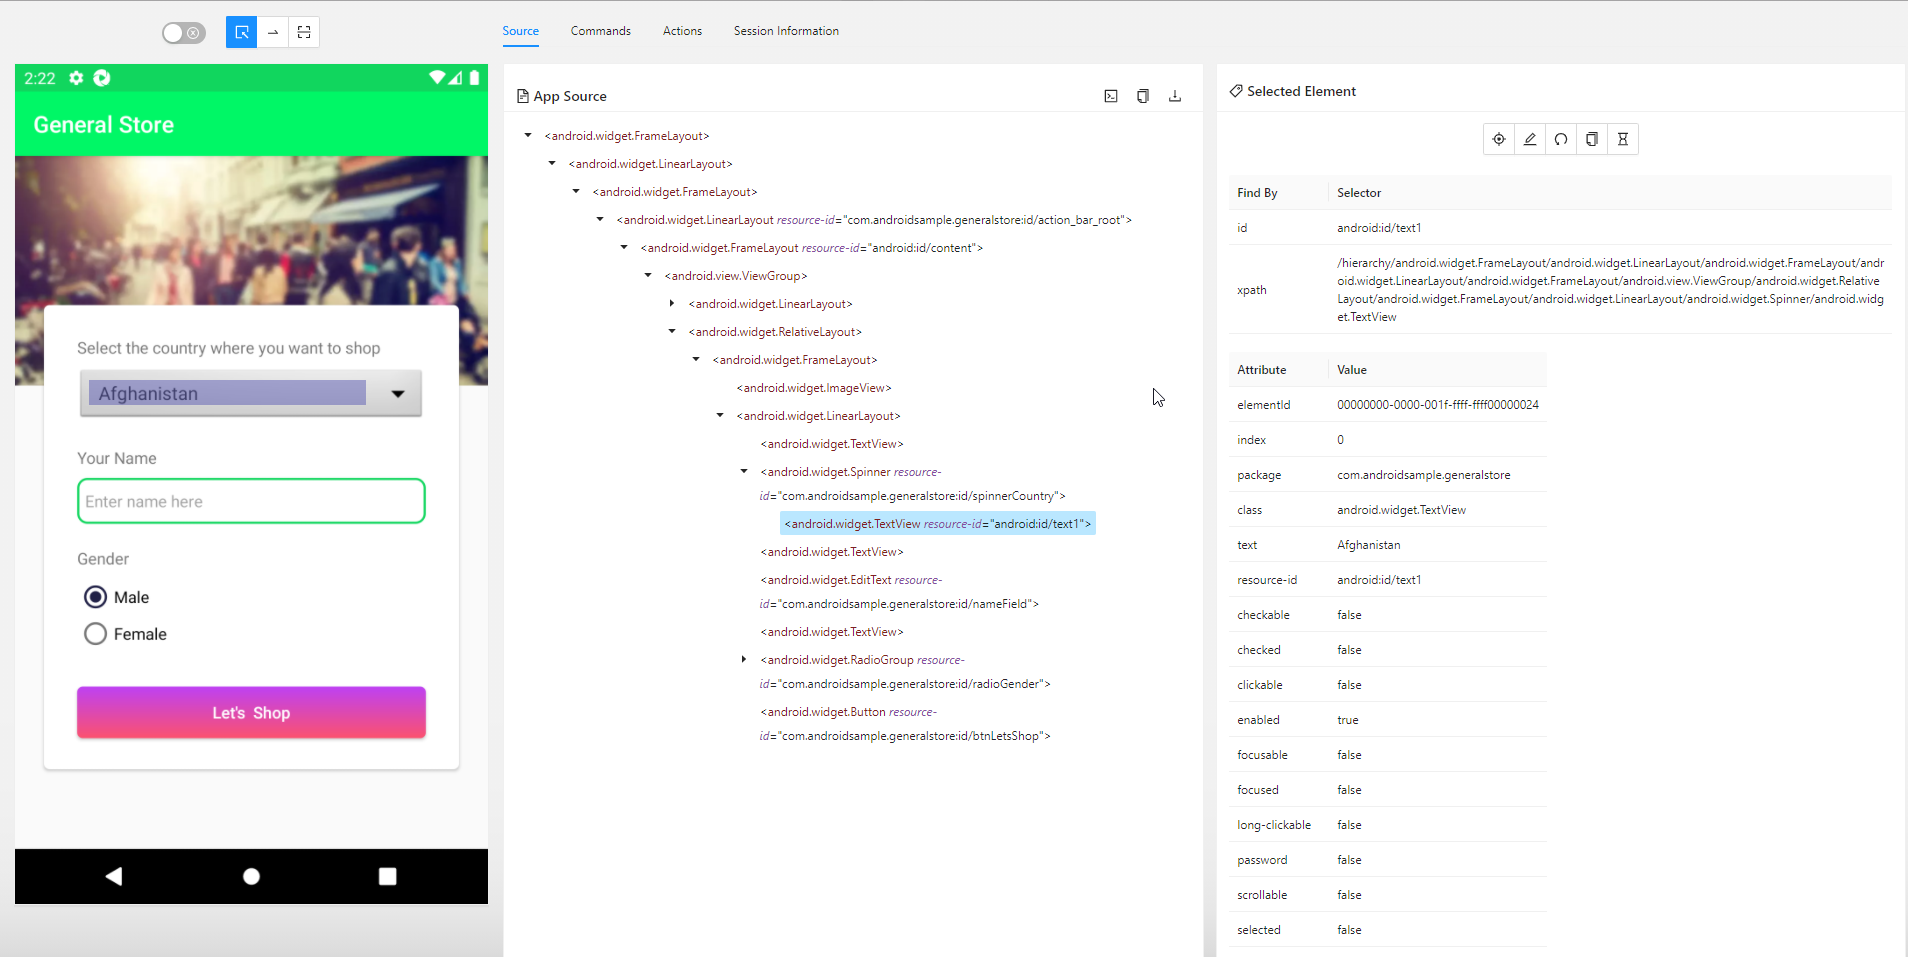 Source Commands Actions Session Information
2:22
General Store
Select the country where you want to shop
Afghanistan
Your Name
Enter name here
Gender
Male
Female
Let's Shop
App Source
<android.widget.FrameLayout>
<android.widget.LinearLayout>
<android.widget.FrameLayout>
<android.widget.LinearLayout resource-id="com.androidsample.generalstore:id/action_bar_root">
<android.widget.FrameLayout resource-id="android:id/content">
<android.view.ViewGroup>
<android.widget.LinearLayout>
<android.widget.RelativeLayout>
<android.widget.FrameLayout>
<android.widget.ImageView>
<android.widget.LinearLayout>
<android.widget.TextView>
<android.widget.Spinner resource-
id="com.androidsample.generalstore:id/spinnerCountry">
<android.widget.TextView resource-id="android:id/text1">
<android.widget.TextView>
<android.widget.EditText resource-
id="com.androidsample.generalstore:id/nameField">
<android.widget.TextView>
<android.widget.RadioGroup resource-
id="com.androidsample.generalstore:id/radioGender">
<android.widget.Button resource-
id="com.androidsample.generalstore:id/btnLetsShop">
Selected Element
Find By Selector
id android:id/text1
xpath
/hierarchy/android.widget.FrameLayout/android.widget.LinearLayout/android.widget.FrameLayout/andr
oid.widget.LinearLayout/android.widget.FrameLayout/android.view.ViewGroup/android.widget.Relative
Layout/android.widget.FrameLayout/android.widget.LinearLayout/android.widget.Spinner/android.widg
et.TextView
Attribute Value
elementId 00000000-0000-001f-ffff-ffff00000024
index 0
package com.androidsample.generalstore
class android.widget.TextView
text Afghanistan
resource-id android:id/text1
checkable false
checked false
clickable false
enabled true
focusable false
focused false
long-clickable false
password false
scrollable false
selected false